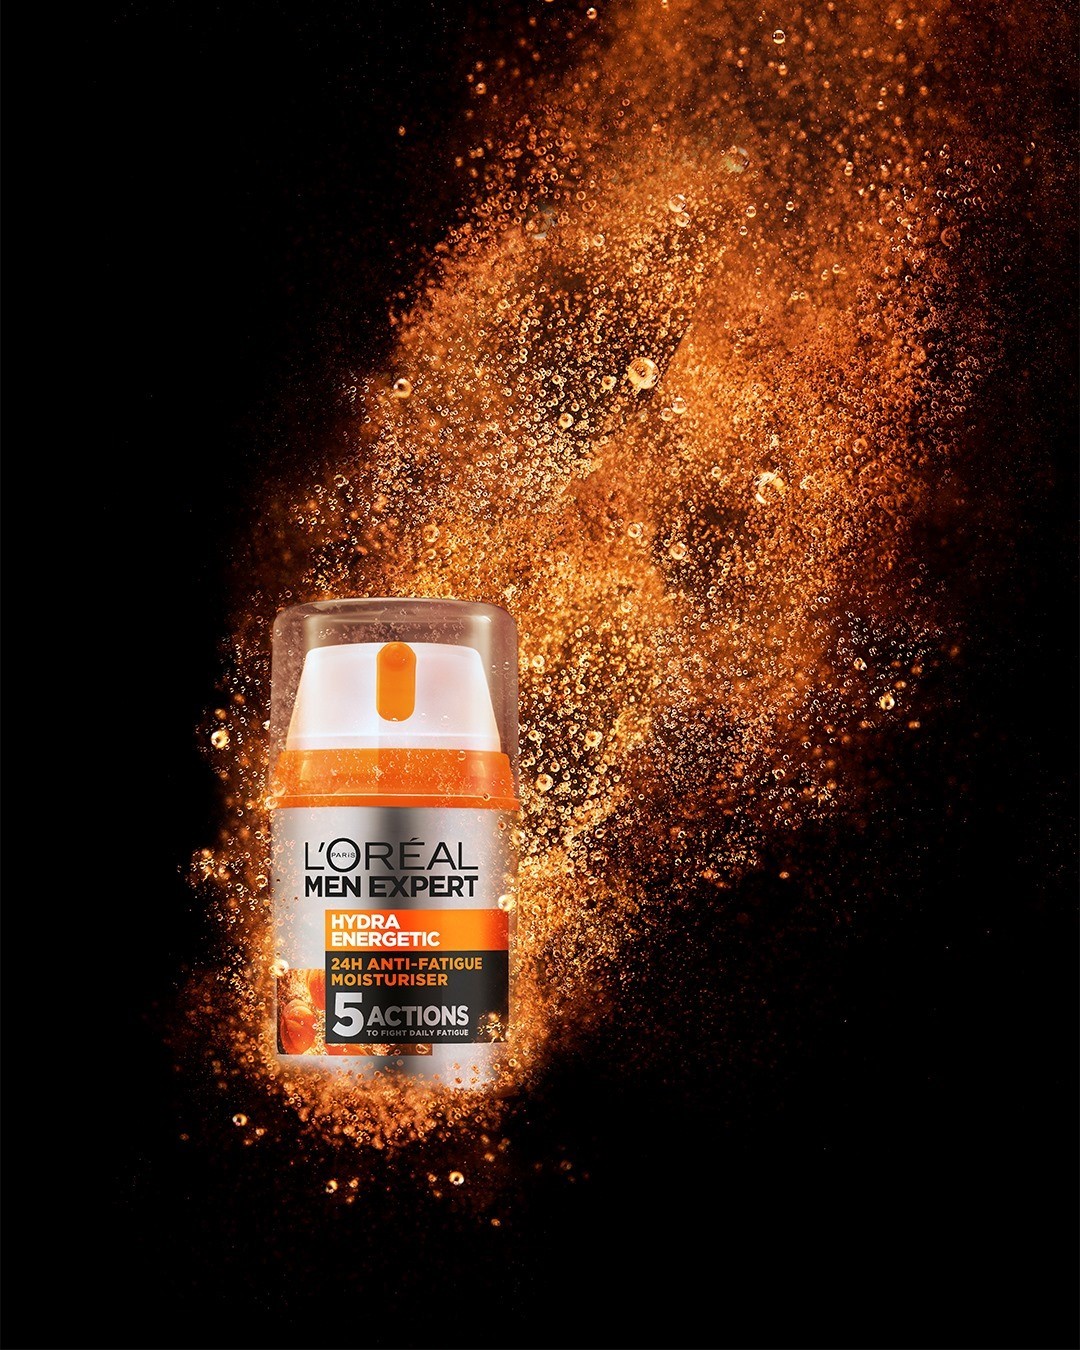 L'ORÉAL
PARIS
MEN EXPERT
HYDRA
ENERGETIC
24H ANTI-FATIGUE
MOISTURISER
5 ACTIONS
TO FIGHT DAILY FATIGUE